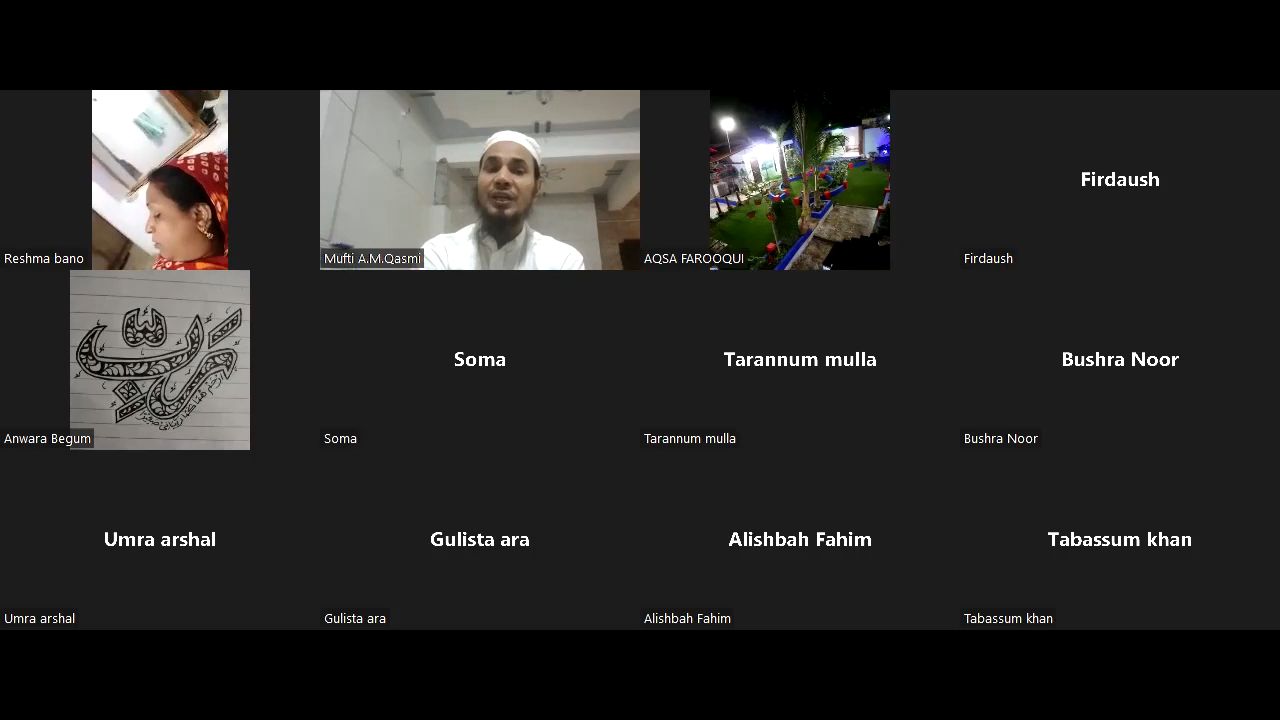 Reshma bano
Mufti A.M.Qasmi
AQSA FAROOQUI
Firdaush
Firdaush
Anwara Begum
Soma
Soma
Tarannum mulla
Tarannum mulla
Bushra Noor
Bushra Noor
Umra arshal
Umra arshal
Gulista ara
Gulista ara
Alishbah Fahim
Alishbah Fahim
Tabassum khan
Tabassum khan